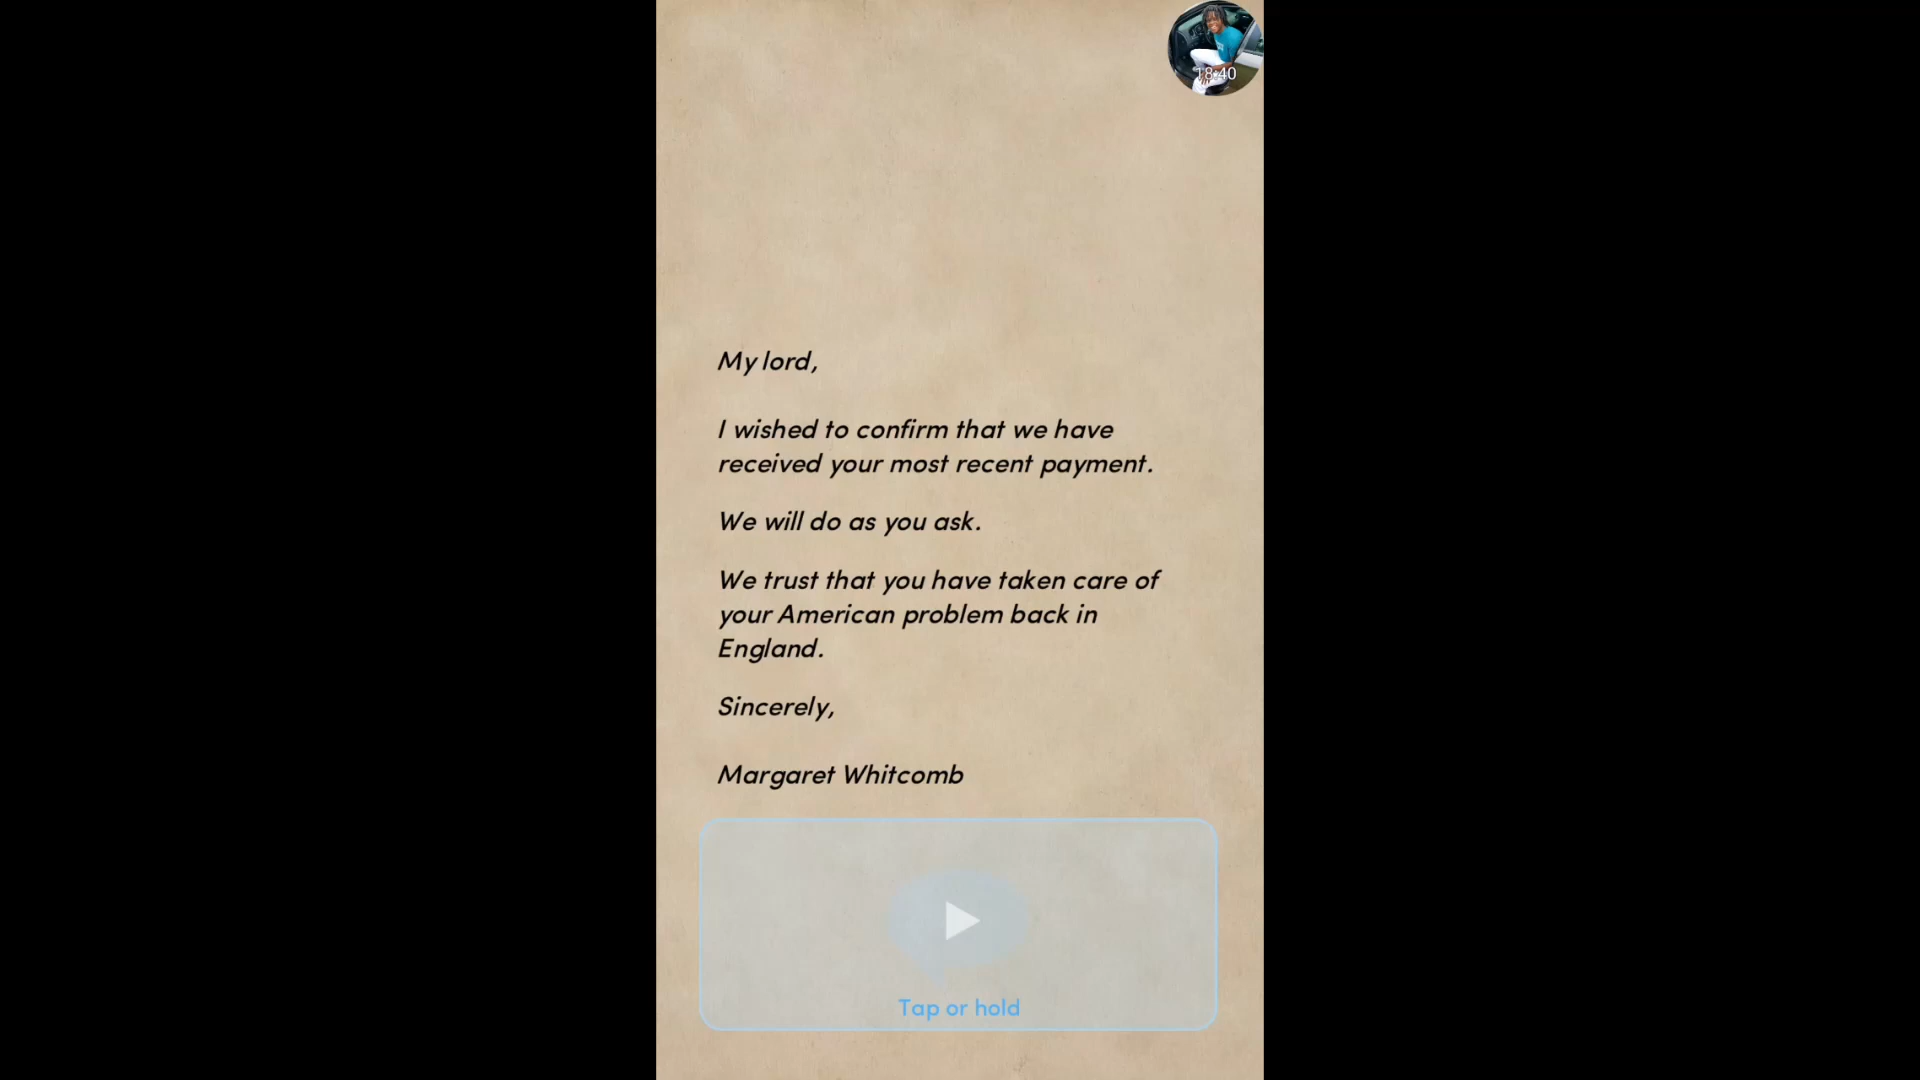 18:40
My lord,
I wished to confirm that we have
received your most recent payment.
We will do as you ask.
We trust that you have taken care of
your American problem back in
England.
Sincerely,
Margaret Whitcomb
Tap or hold